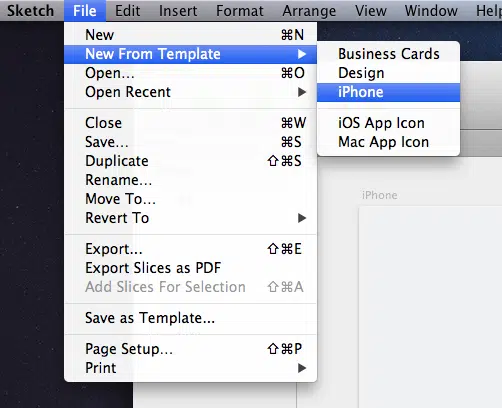 Sketch File Edit Insert Format Arrange View Window Help
New ⌘N
New From Template ▶
Open... ⌘O
Open Recent ▶
Close ⌘W
Save... ⌘S
Duplicate ⇧⌘S
Rename...
Move To...
Revert To ▶
Export... ⇧⌘E
Export Slices as PDF
Add Slices For Selection ⇧⌘A
Save as Template...
Page Setup... ⇧⌘P
Print ▶
Business Cards
Design
iPhone
iOS App Icon
Mac App Icon
iPhone